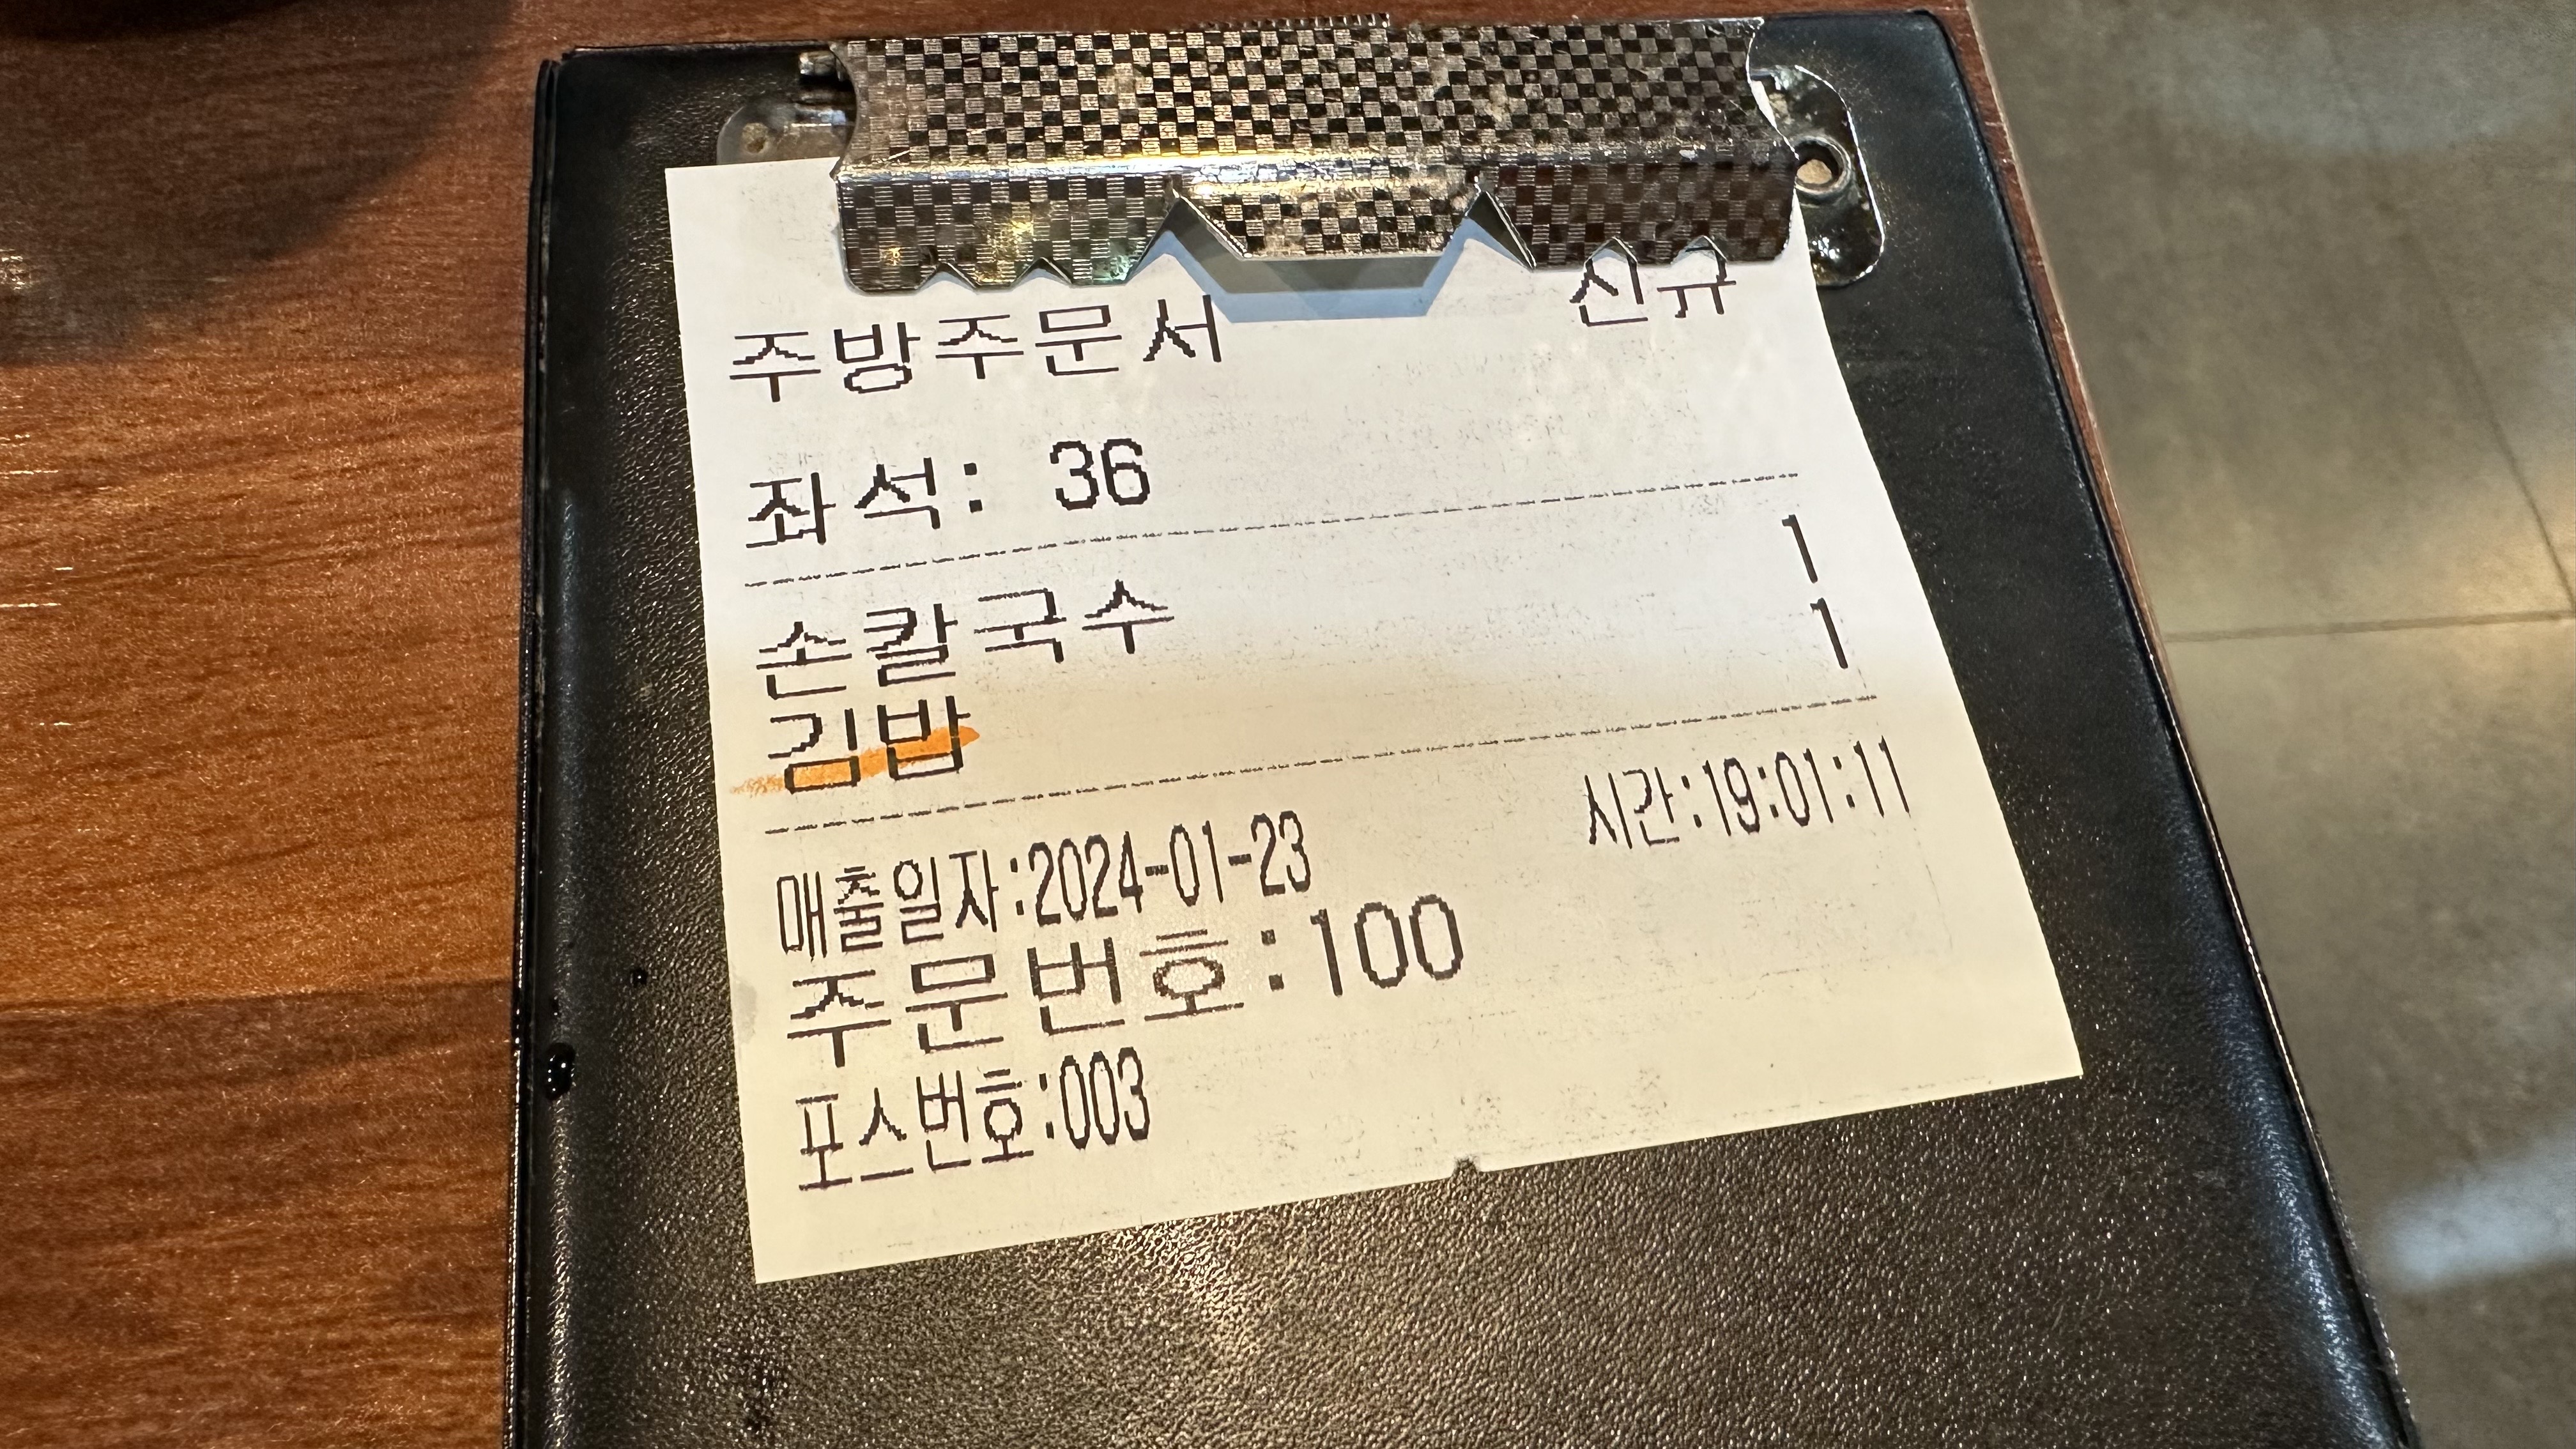 신규
주방주문서
좌석: 36
손칼국수 1
김밥 1
매출일자:2024-01-23 시간:19:01:11
주문번호:100
포스번호:003